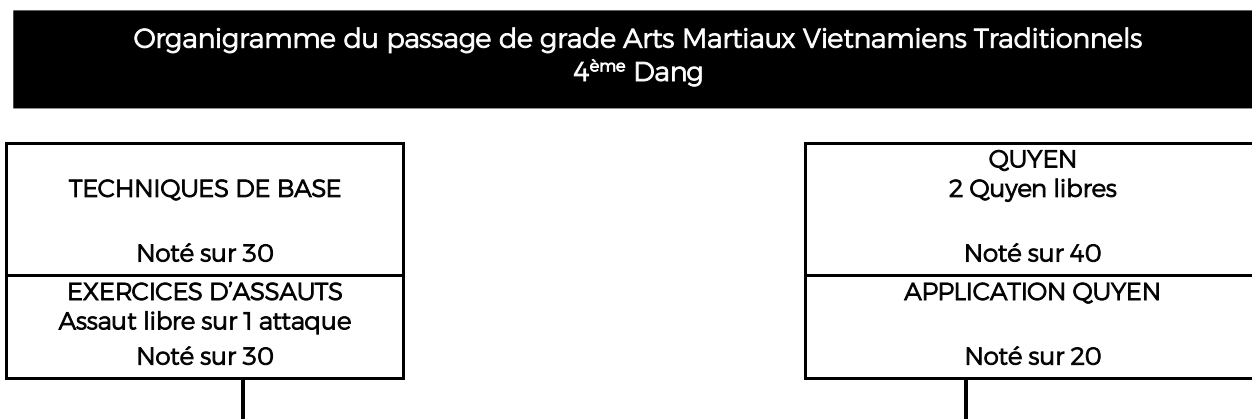 Organigramme du passage de grade Arts Martiaux Vietnamiens Traditionnels
4ème Dang
TECHNIQUES DE BASE
Noté sur 30
EXERCICES D'ASSAUTS
Assaut libre sur 1 attaque
Noté sur 30
QUYEN
2 Quyen libres
Noté sur 40
APPLICATION QUYEN
Noté sur 20